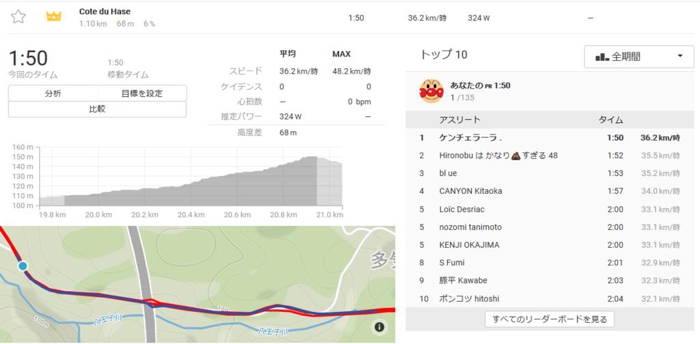 Cote du Hase
1.10 km 68 m 6 %
1:50 36.2 km/時 324 W —
1:50
今回のタイム
1:50
移動タイム
分析 目標を設定
比較
平均 MAX
スピード 36.2 km/時 48.2 km/時
ケイデンス 0 0
心拍数 — 0 bpm
推定パワー 324 W —
高度差 68 m
160 m
150 m
140 m
130 m
120 m
110 m
100 m
19.8 km 20.0 km 20.2 km 20.4 km 20.6 km 20.8 km 21.0 km
トップ 10
全期間
あなたの PR 1:50
1 /135
アスリート タイム
1 ケンチェラーラ . 1:50 36.2 km/時
2 Hironobu は かなり💩すぎる 48 1:52 35.5 km/時
3 bl ue 1:53 35.2 km/時
4 CANYON Kitaoka 1:57 34.0 km/時
5 Loïc Desriac 2:00 33.1 km/時
5 nozomi tanimoto 2:00 33.1 km/時
5 KENJI OKAJIMA 2:00 33.1 km/時
8 S Fumi 2:01 32.9 km/時
9 豚平 Kawabe 2:03 32.3 km/時
10 ポンコツ hitoshi 2:04 32.1 km/時
すべてのリーダーボードを見る